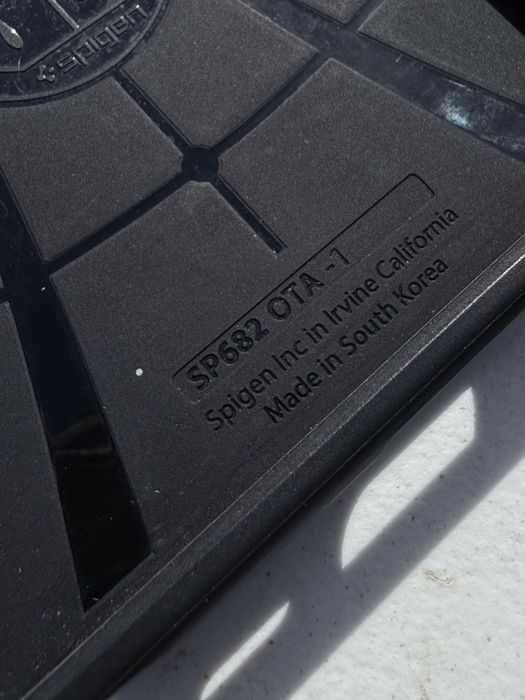 spigen
SP682 OTA -1
Spigen Inc in Irvine California
Made in South Korea